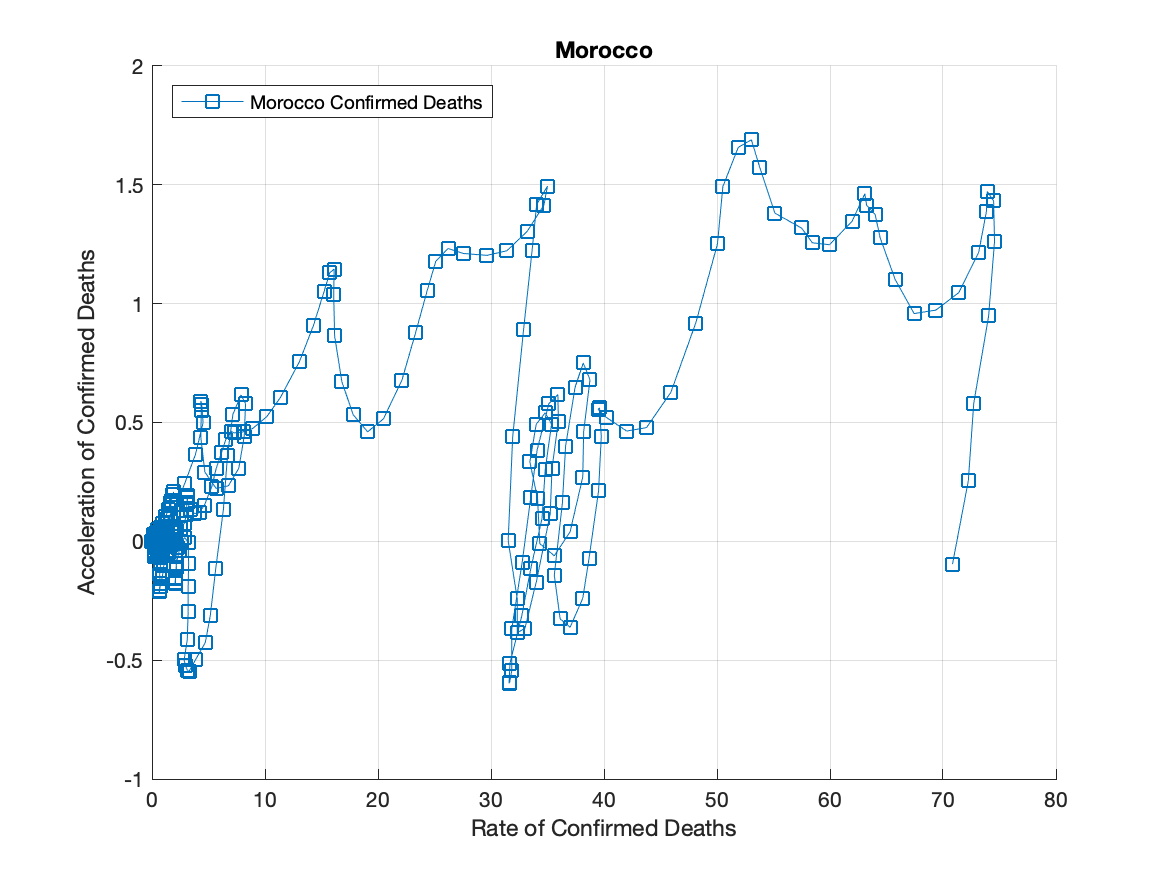 Morocco
Morocco Confirmed Deaths
Acceleration of Confirmed Deaths
2
1.5
1
0.5
0
-0.5
-1
0 10 20 30 40 50 60 70 80
Rate of Confirmed Deaths